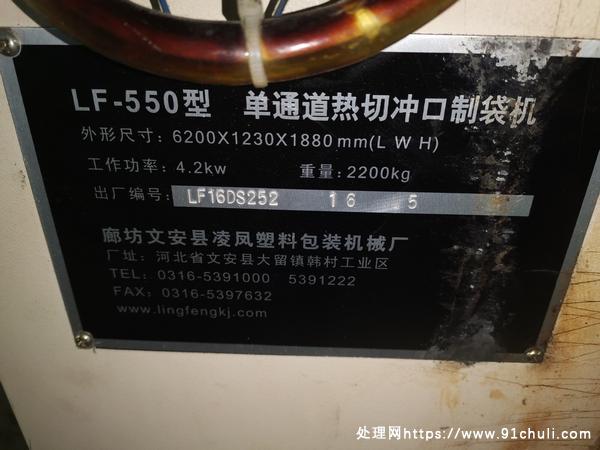 LF-550型 单通道热切冲口制袋机
外形尺寸: 6200X1230X1880mm(L W H)
工作功率: 4.2kw 重量: 2200kg
出厂编号: LF16DS252 16 5
廊坊文安县凌凤塑料包装机械厂
厂址: 河北省文安县大留镇韩村工业区
TEL: 0316-5391000 5391222
FAX: 0316-5397632
www.lingfengkj.com
处理网https://www.91chuli.com/